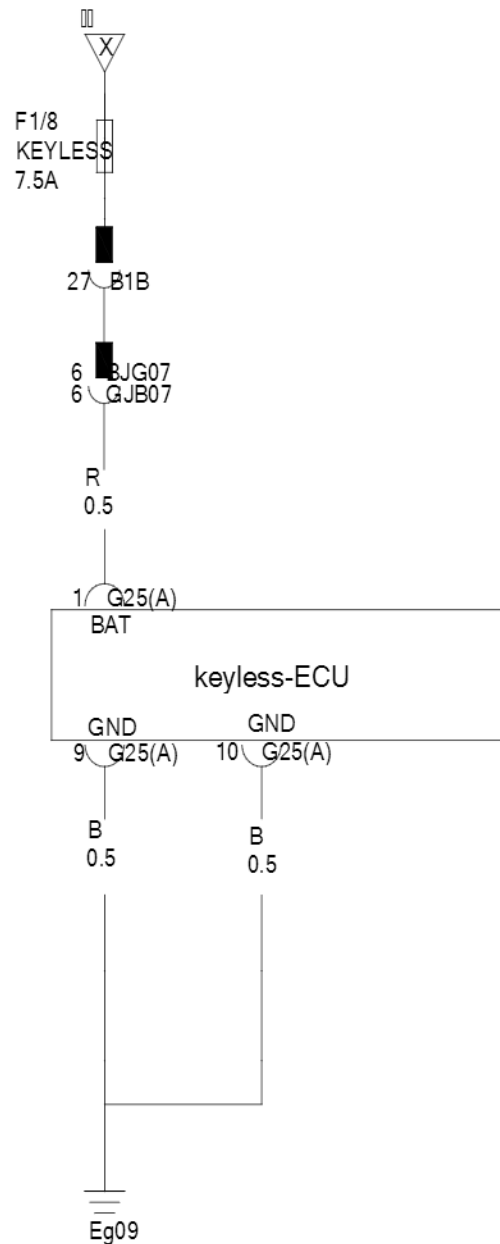 X
F1/8
KEYLESS
7.5A
27 B1B
6 BJG07
6 GJB07
R
0.5
1 G25(A)
BAT
keyless-ECU
GND GND
9 G25(A) 10 G25(A)
B B
0.5 0.5
Eg09